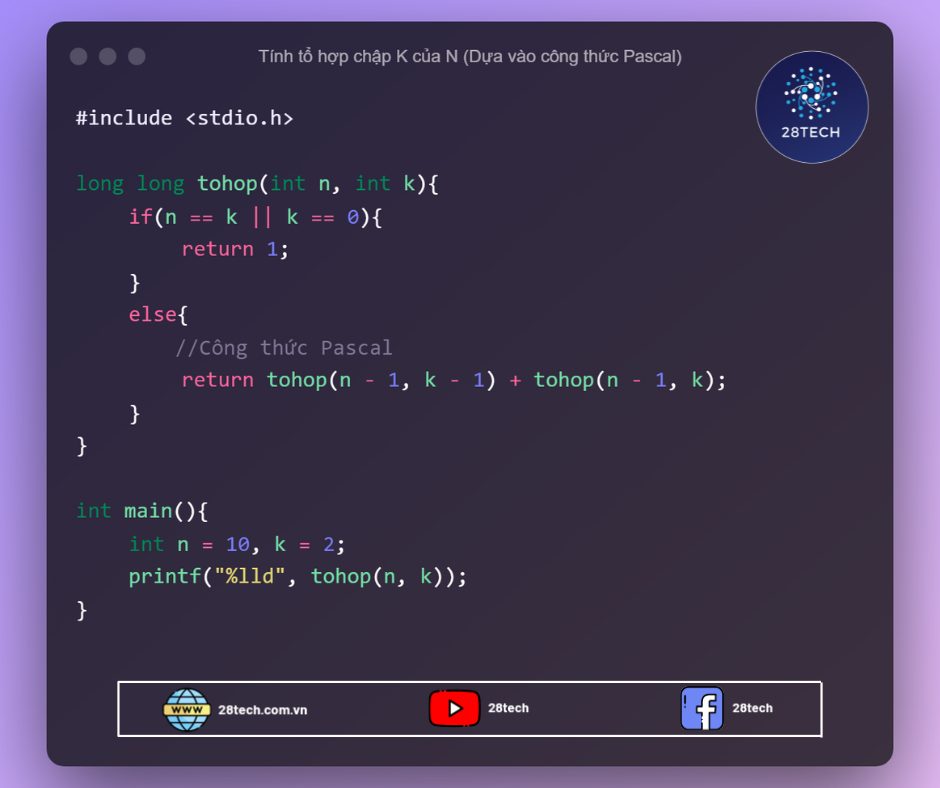 Tính tổ hợp chập K của N (Dựa vào công thức Pascal)
28TECH
#include <stdio.h>
long long tohop(int n, int k){
    if(n == k || k == 0){
        return 1;
    }
    else{
        //Công thức Pascal
        return tohop(n - 1, k - 1) + tohop(n - 1, k);
    }
}
int main(){
    int n = 10, k = 2;
    printf("%lld", tohop(n, k));
}
WWW 28tech.com.vn 28tech 28tech